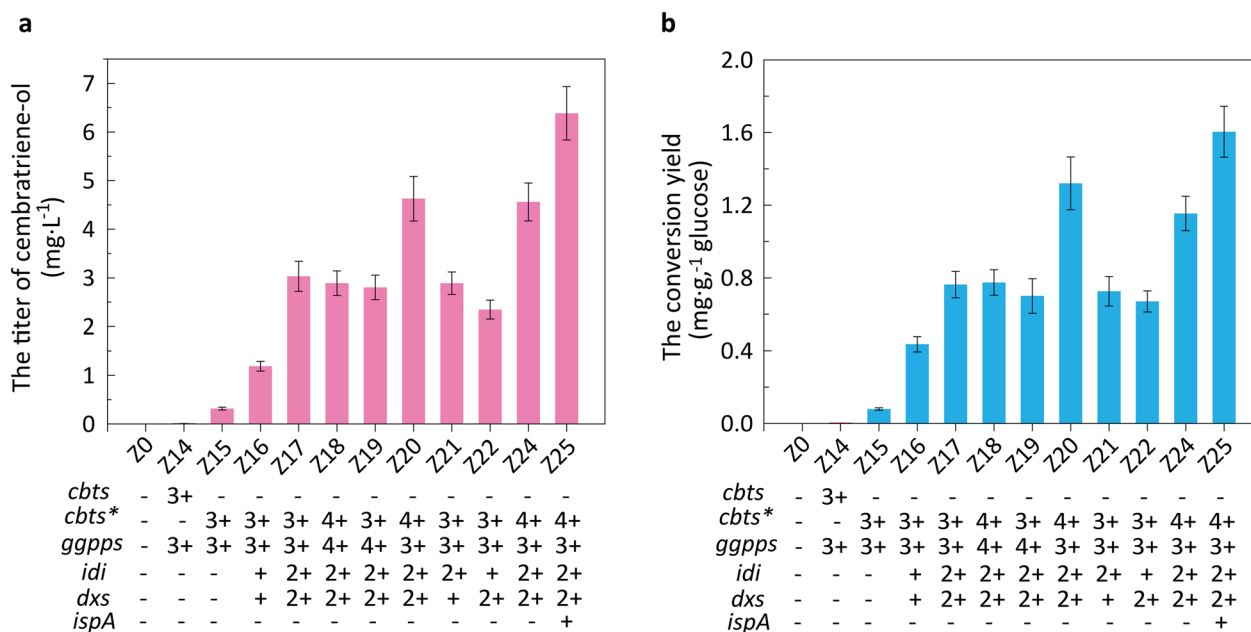 a
The titer of cembratriene-ol
(mg·L⁻¹)
7
6
5
4
3
2
1
0
Z0 Z14 Z15 Z16 Z17 Z18 Z19 Z20 Z21 Z22 Z24 Z25
cbts - 3+ - - - - - - - - - -
cbts* - - 3+ 3+ 3+ 4+ 3+ 4+ 3+ 3+ 4+ 4+
ggpps - 3+ 3+ 3+ 3+ 4+ 4+ 3+ 3+ 3+ 3+ 3+
idi - - - + 2+ 2+ 2+ 2+ 2+ + 2+ 2+
dxs - - - + 2+ 2+ 2+ 2+ + 2+ 2+ 2+
ispA - - - - - - - - - - - +
b
The conversion yield
(mg·g,⁻¹ glucose)
2.0
1.6
1.2
0.8
0.4
0.0
Z0 Z14 Z15 Z16 Z17 Z18 Z19 Z20 Z21 Z22 Z24 Z25
cbts - 3+ - - - - - - - - - -
cbts* - - 3+ 3+ 3+ 4+ 3+ 4+ 3+ 3+ 4+ 4+
ggpps - 3+ 3+ 3+ 3+ 4+ 4+ 3+ 3+ 3+ 3+ 3+
idi - - - + 2+ 2+ 2+ 2+ 2+ + 2+ 2+
dxs - - - + 2+ 2+ 2+ 2+ + 2+ 2+ 2+
ispA - - - - - - - - - - - +